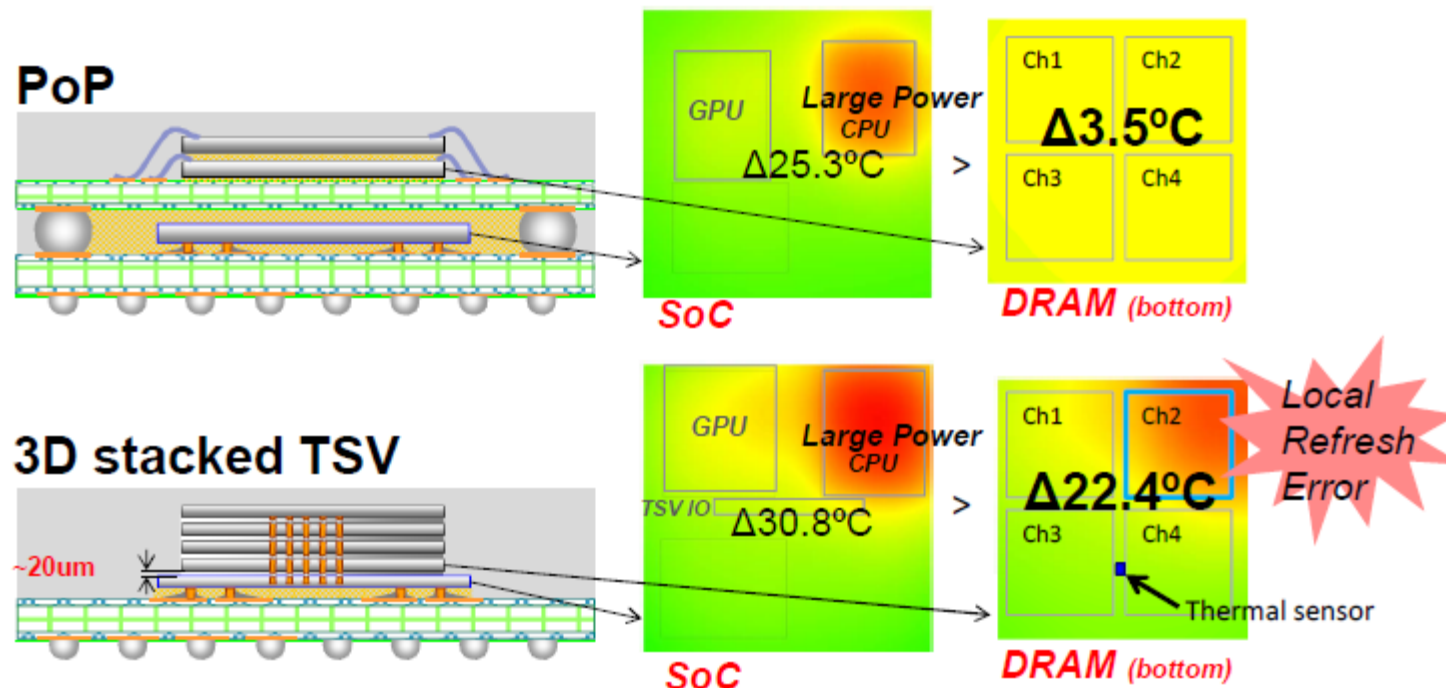 PoP
GPU
Large Power
CPU
Δ25.3ºC
>
Ch1
Ch2
Δ3.5ºC
Ch3
Ch4
SoC
DRAM (bottom)
3D stacked TSV
~20um
GPU
Large Power
CPU
TSV IO
Δ30.8ºC
>
Ch1
Ch2
Δ22.4ºC
Ch3
Ch4
Local
Refresh
Error
Thermal sensor
SoC
DRAM (bottom)